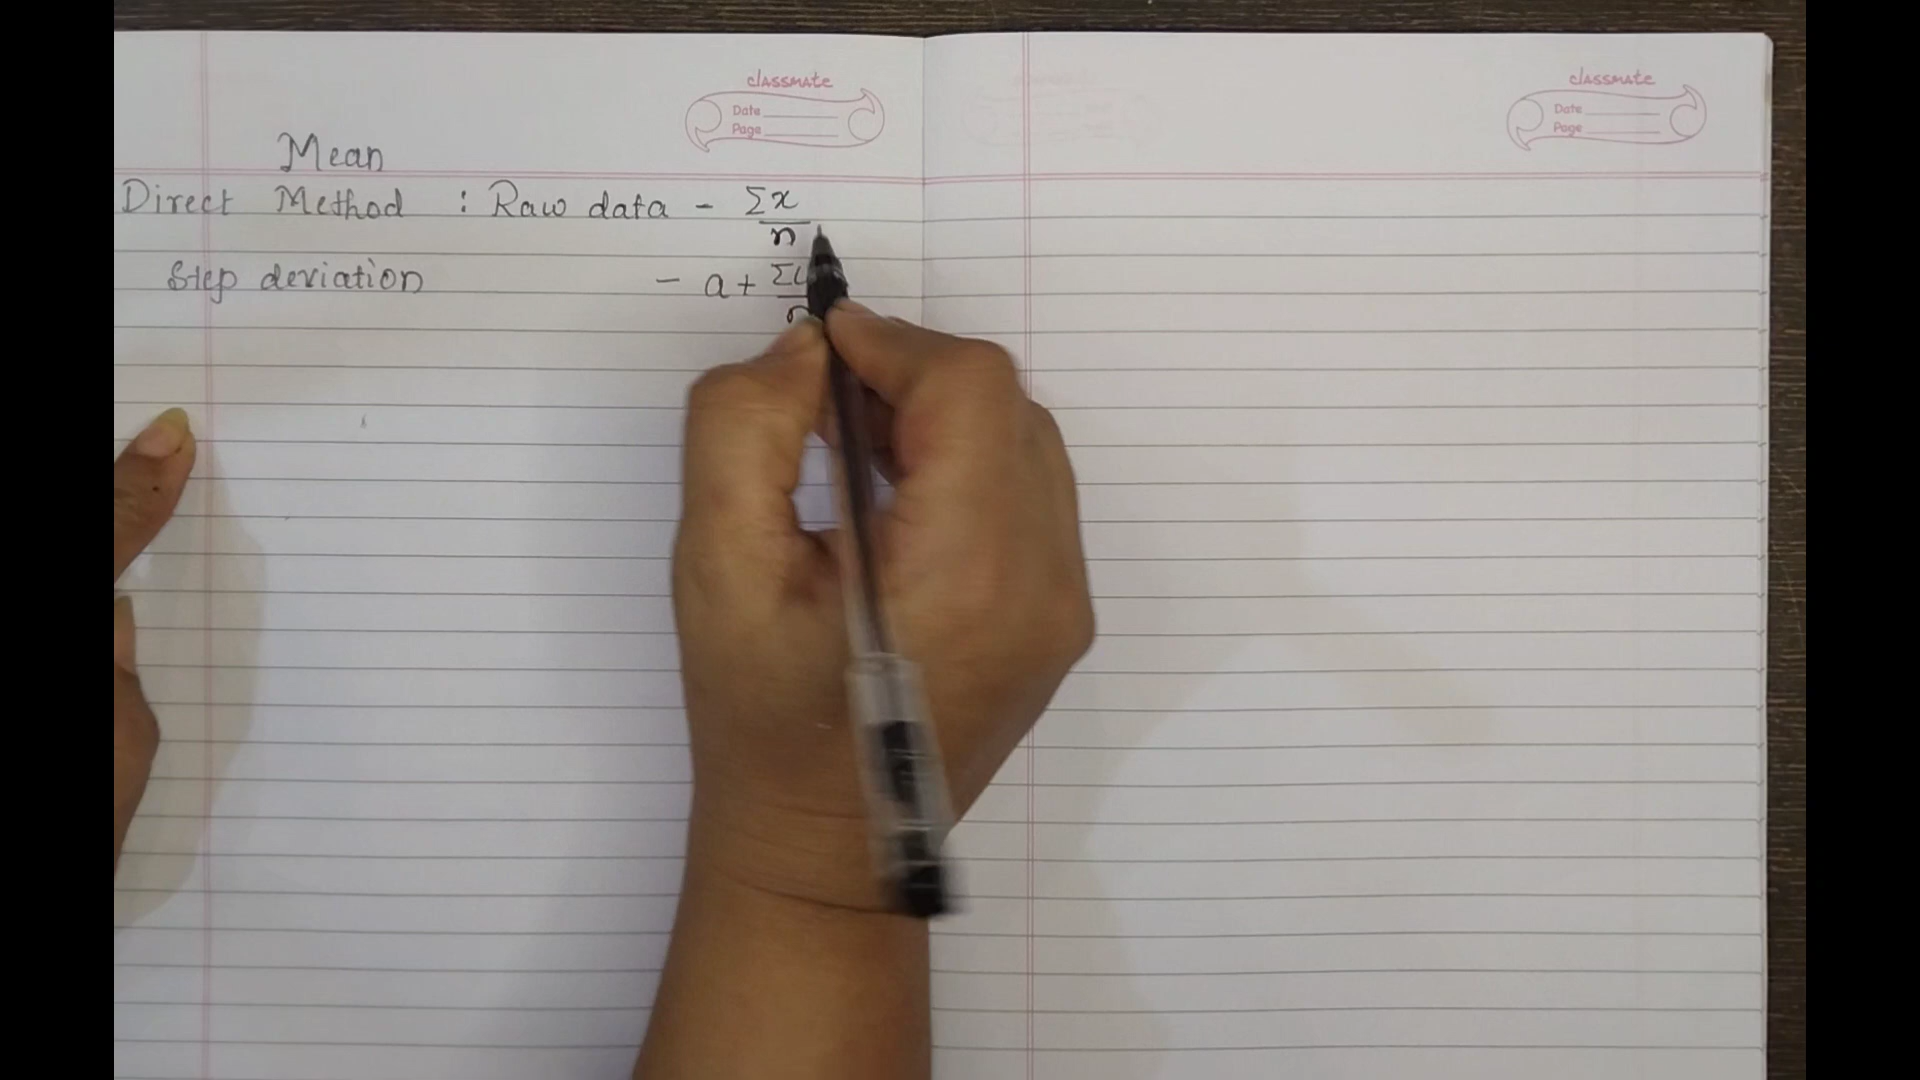 classmate
Date
Page
classmate
Date
Page
Mean
Direct Method : Raw data - Σx
n
Step deviation - a + Σ
n